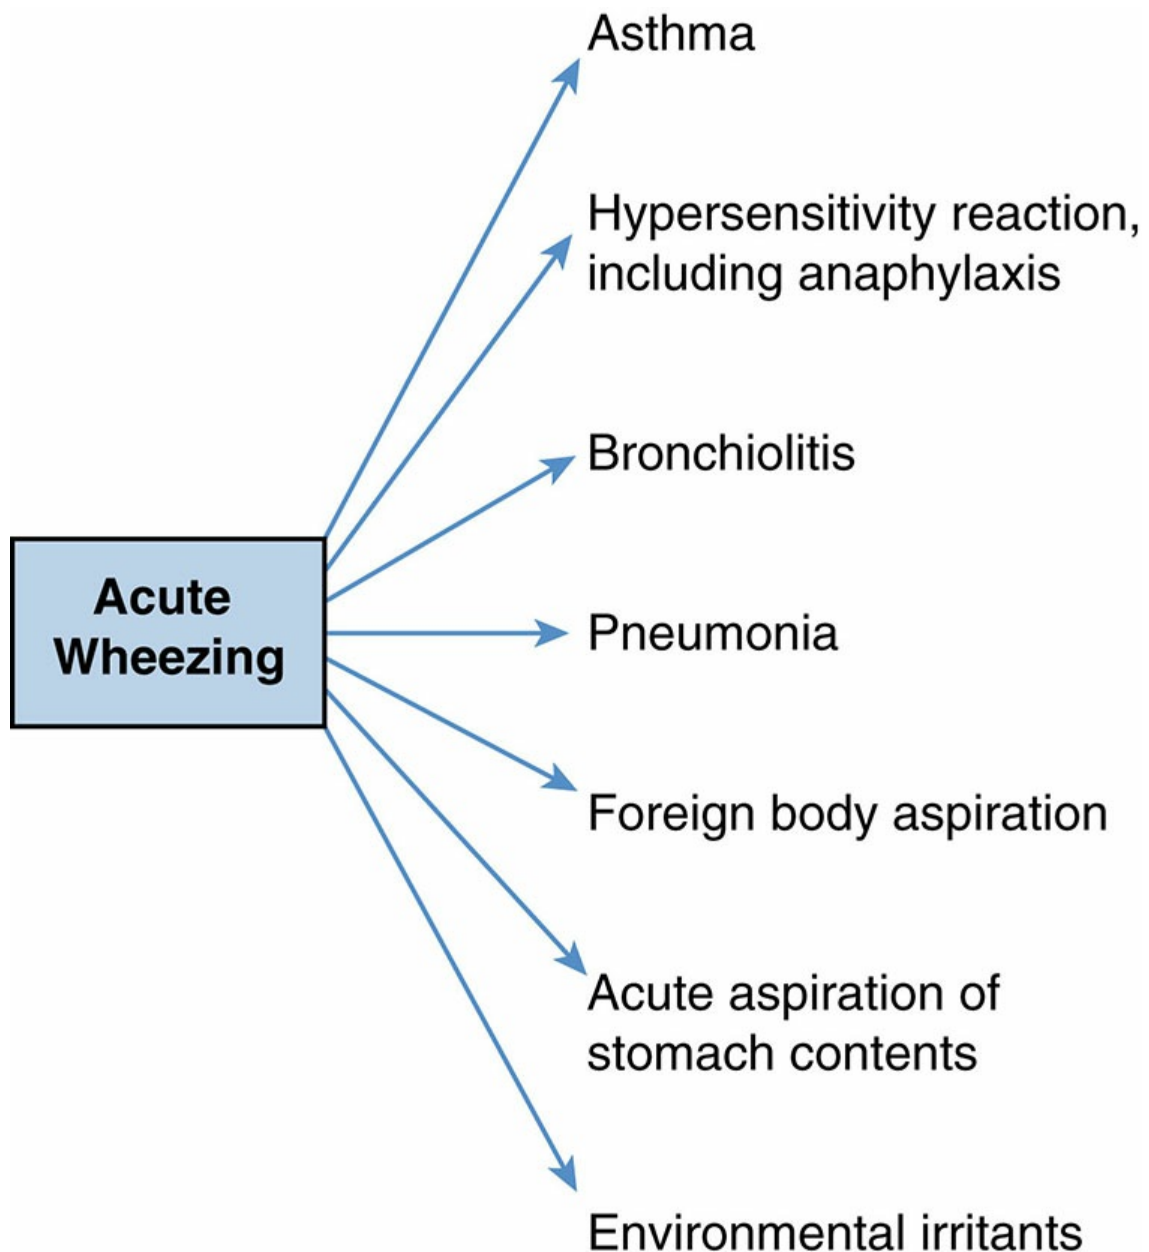 Asthma
Hypersensitivity reaction,
including anaphylaxis
Bronchiolitis
Acute
Wheezing
Pneumonia
Foreign body aspiration
Acute aspiration of
stomach contents
Environmental irritants